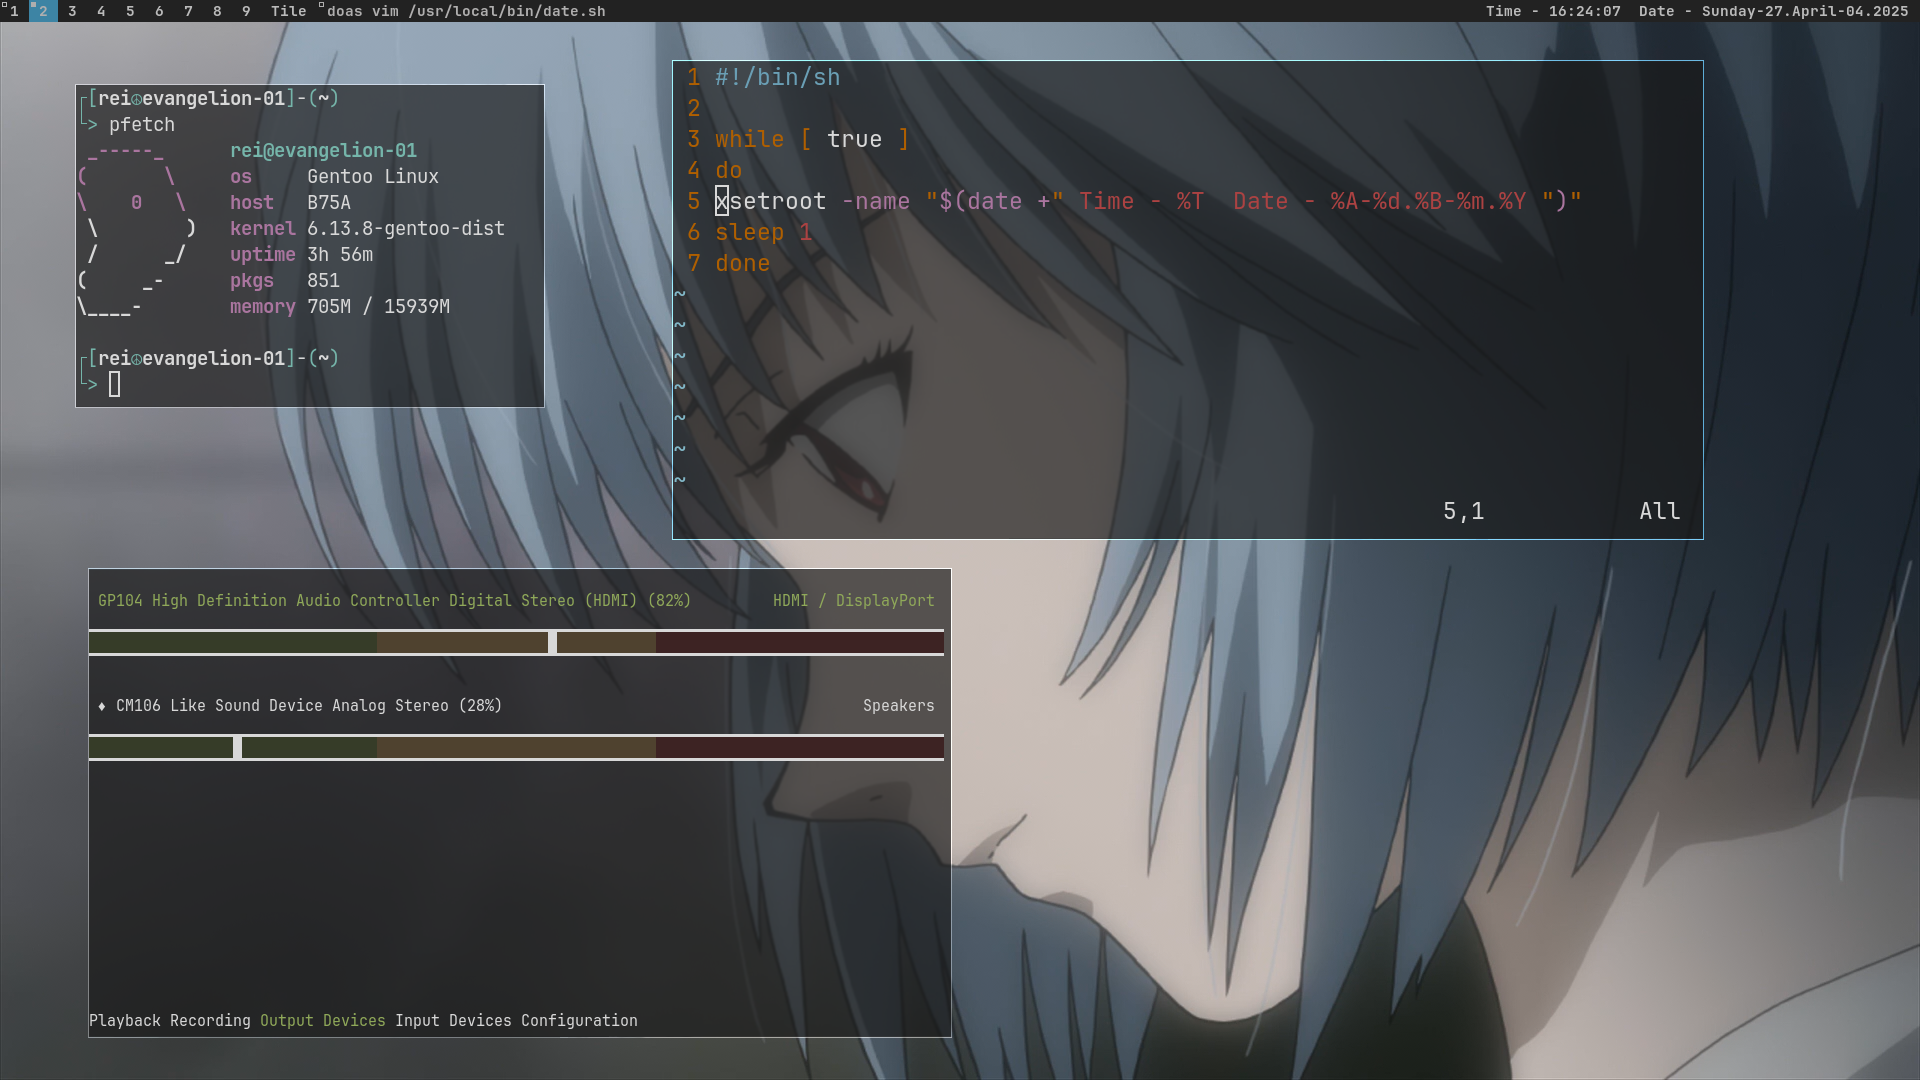 1 2 3 4 5 6 7 8 9 Tile doas vim /usr/local/bin/date.sh Time - 16:24:07 Date - Sunday-27.April-04.2025
┌[rei☮evangelion-01]-(~)
└> pfetch
 _-----_ rei@evangelion-01
( \ os Gentoo Linux
\ 0 \ host B75A
 \ ) kernel 6.13.8-gentoo-dist
 / _/ uptime 3h 56m
( _- pkgs 851
\____- memory 705M / 15939M
┌[rei☮evangelion-01]-(~)
└>
1 #!/bin/sh
2
3 while [ true ]
4 do
5 xsetroot -name "$(date +" Time - %T  Date - %A-%d.%B-%m.%Y ")"
6 sleep 1
7 done
~
~
~
~
~
~
~
5,1 All
GP104 High Definition Audio Controller Digital Stereo (HDMI) (82%) HDMI / DisplayPort
♦ CM106 Like Sound Device Analog Stereo (28%) Speakers
Playback Recording Output Devices Input Devices Configuration